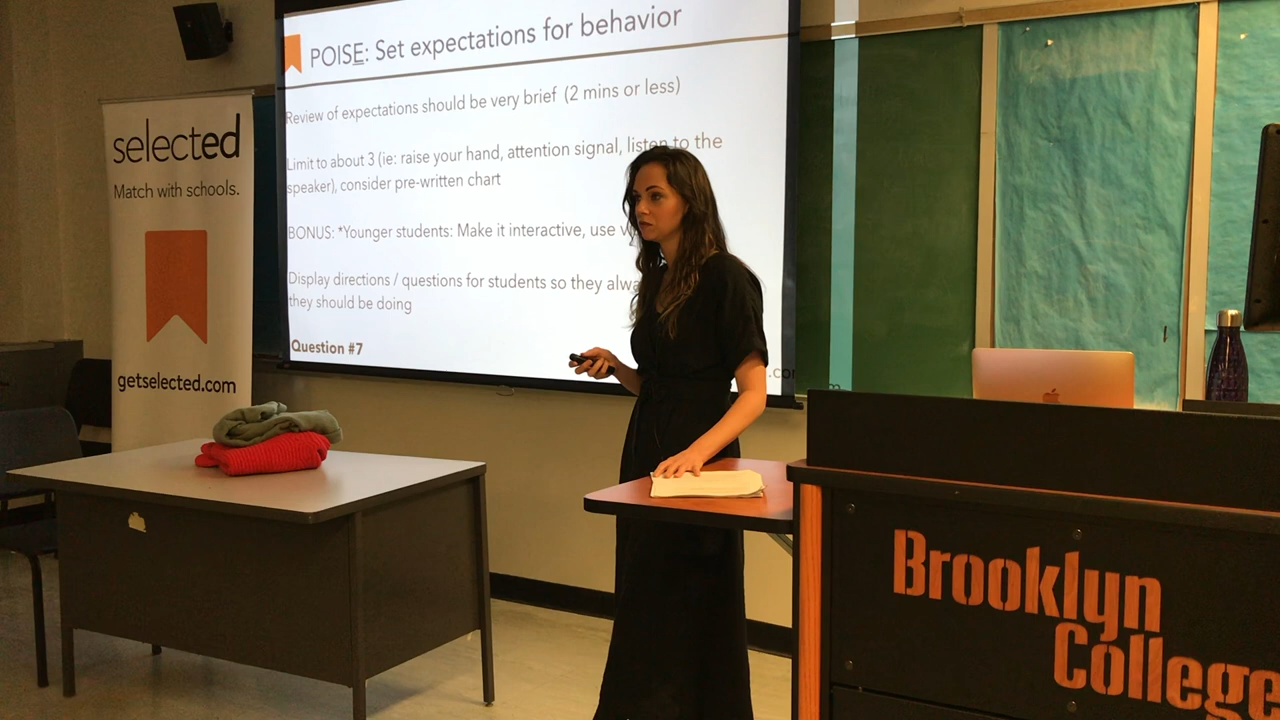 selected
Match with schools.
getselected.com
POISE: Set expectations for behavior
Review of expectations should be very brief (2 mins or less)
Limit to about 3 (ie: raise your hand, attention signal, listen to the
speaker), consider pre-written chart
BONUS: *Younger students: Make it interactive, use
Display directions / questions for students so they
they should be doing
Question #7
Brooklyn
College